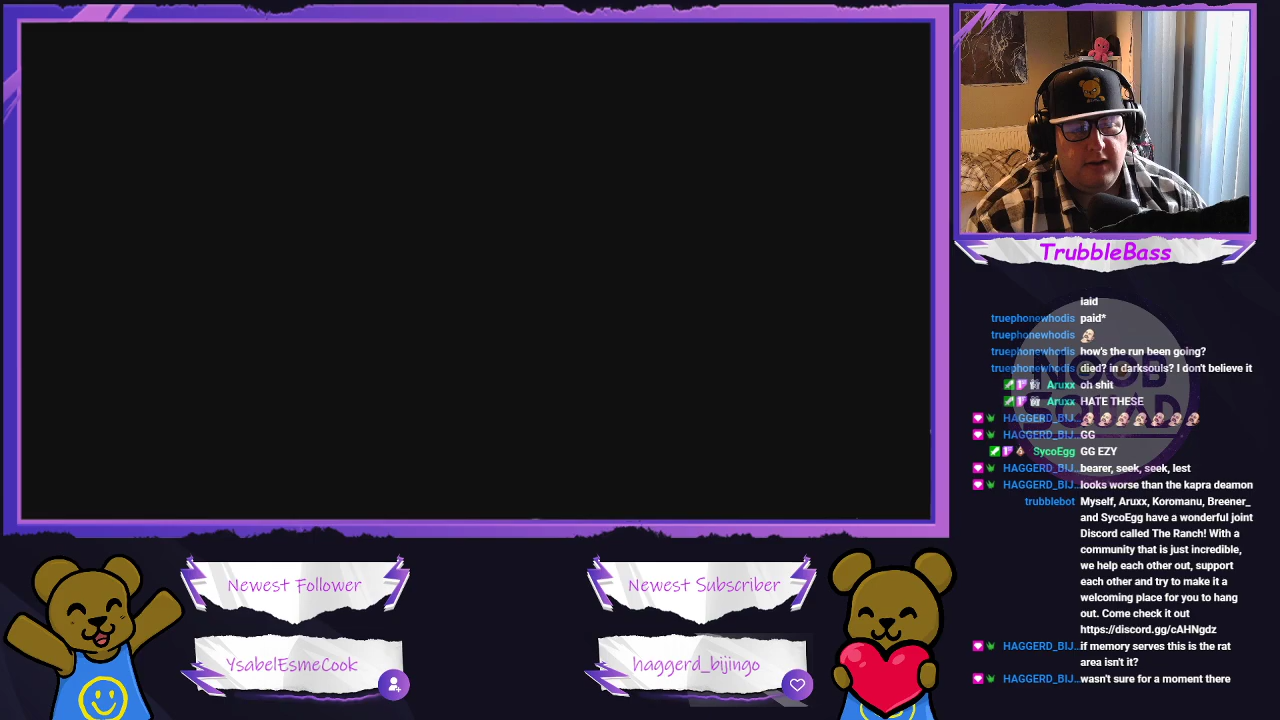 TrubbleBass
laid
truephonewhodis paid*
truephonewhodis
truephonewhodis how's the run been going?
truephonewhodis died? in darksouls? I don't believe it
Aruxx oh shit
Aruxx HATE THESE
HAGGERD_BIJ...
HAGGERD_BIJ... GG
SycoEgg GG EZY
HAGGERD_BIJ... bearer, seek, seek, lest
HAGGERD_BIJ... looks worse than the kapra deamon
trubblebot Myself, Aruxx, Koromanu, Breener_
and SycoEgg have a wonderful joint
Discord called The Ranch! With a
community that is just incredible,
we help each other out, support
each other and try to make it a
welcoming place for you to hang
out. Come check it out
https://discord.gg/cAHNgdz
HAGGERD_BIJ... if memory serves this is the rat
area isn't it?
HAGGERD_BIJ... wasn't sure for a moment there
NOOB
SQUAD
Newest Follower
YsabelEsmeCook
Newest Subscriber
haggerd_bijingo